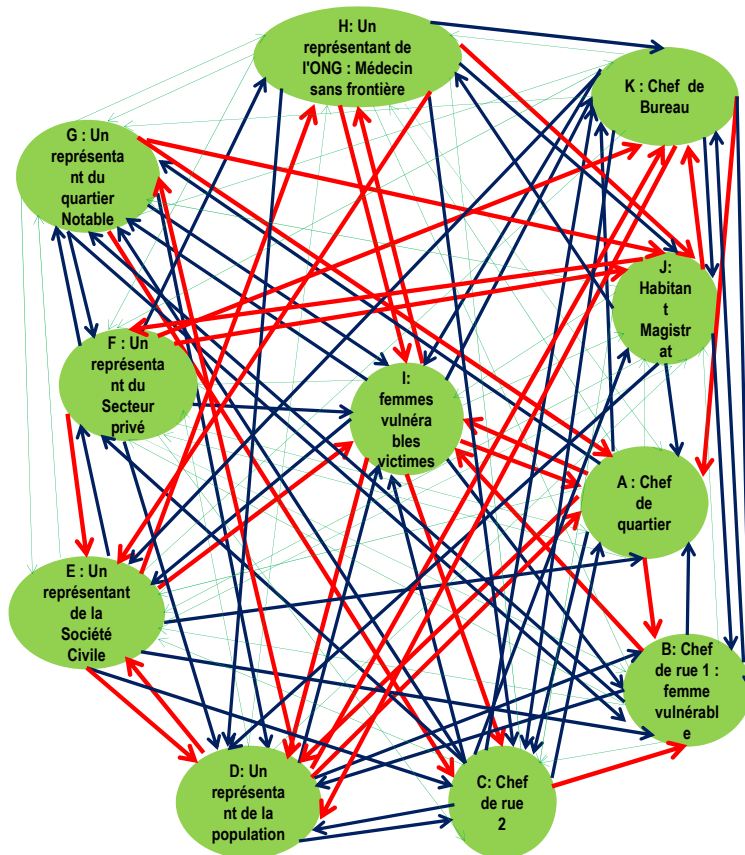 H: Un
représentant de
l'ONG : Médecin
sans frontière
K : Chef de
Bureau
G : Un
représenta
nt du
quartier
Notable
J:
Habitan
t
Magistr
at
F : Un
représenta
nt du
Secteur
privé
I:
femmes
vulnéra
bles
victimes
A : Chef
de
quartier
E : Un
représentant
de la
Société
Civile
B: Chef
de rue 1 :
femme
vulnérabl
e
D: Un
représenta
nt de la
population
C: Chef
de rue
2